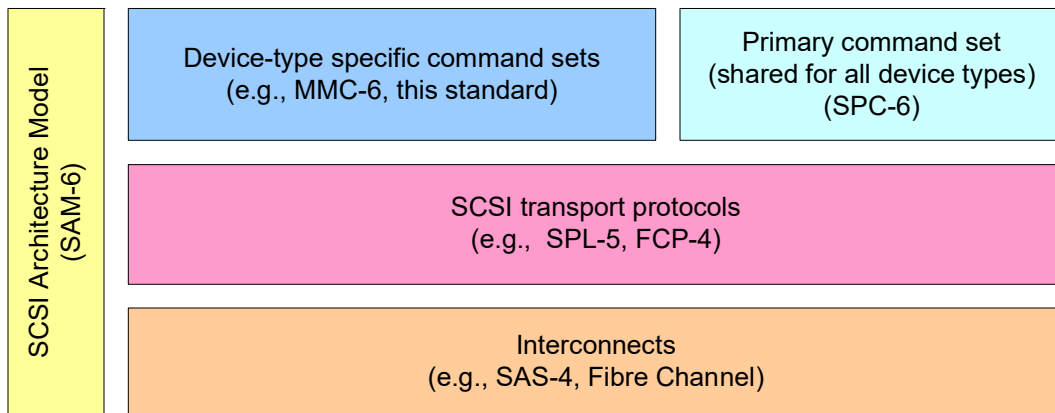 SCSI Architecture Model
(SAM-6)
Device-type specific command sets
(e.g., MMC-6, this standard)
Primary command set
(shared for all device types)
(SPC-6)
SCSI transport protocols
(e.g.,  SPL-5, FCP-4)
Interconnects
(e.g., SAS-4, Fibre Channel)